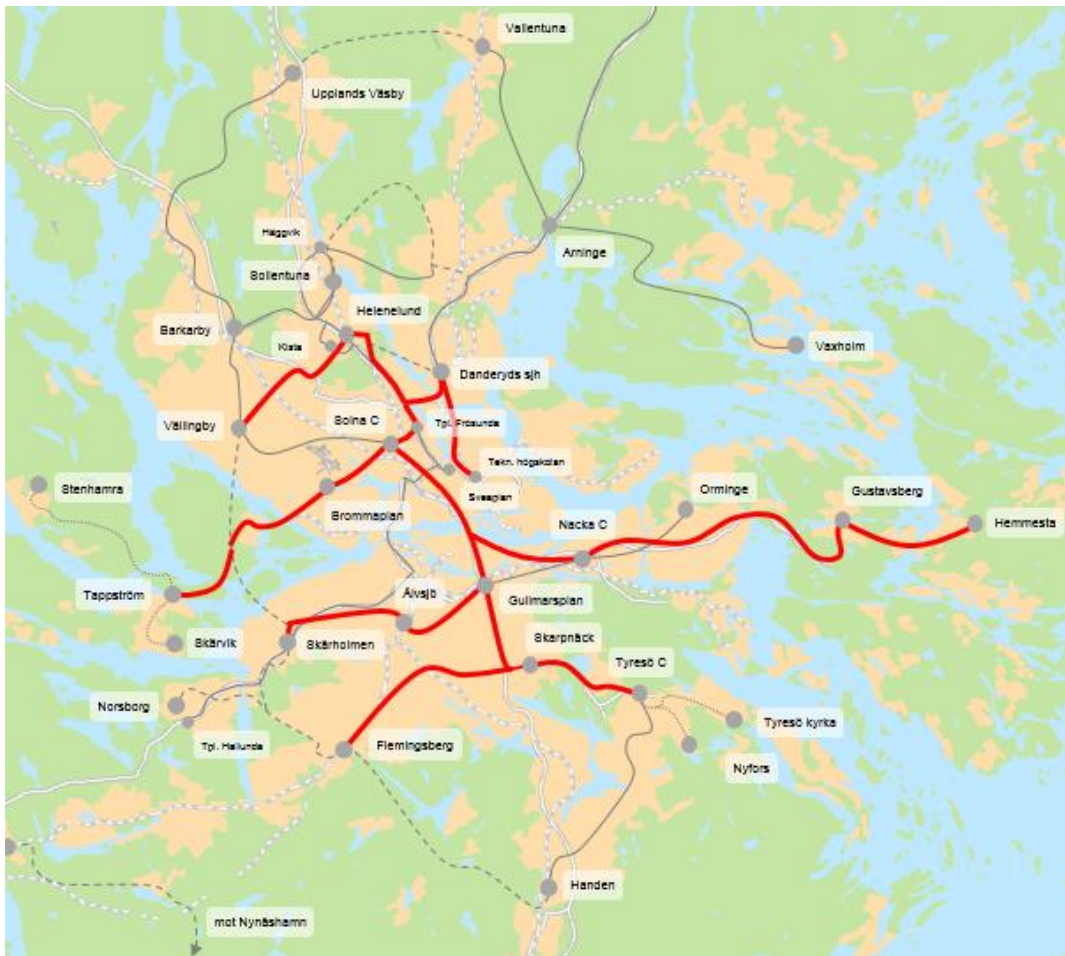 Vallentuna
Upplands Väsby
Häggvik
Arninge
Sollentuna
Helenelund
Barkarby
Kista
Vaxholm
Danderyds sjh
Solna C
Tpl. Frösunda
Vällingby
Tekn. högskolan
Stenhamra
Sveaplan
Orminge
Gustavsberg
Brommaplan
Nacka C
Hemmesta
Tappström
Älvsjö
Gullmarsplan
Skärvik
Skärholmen
Skarpnäck
Tyresö C
Norsborg
Tyresö kyrka
Tpl. Hallunda
Flemingsberg
Nyfors
Handen
mot Nynäshamn